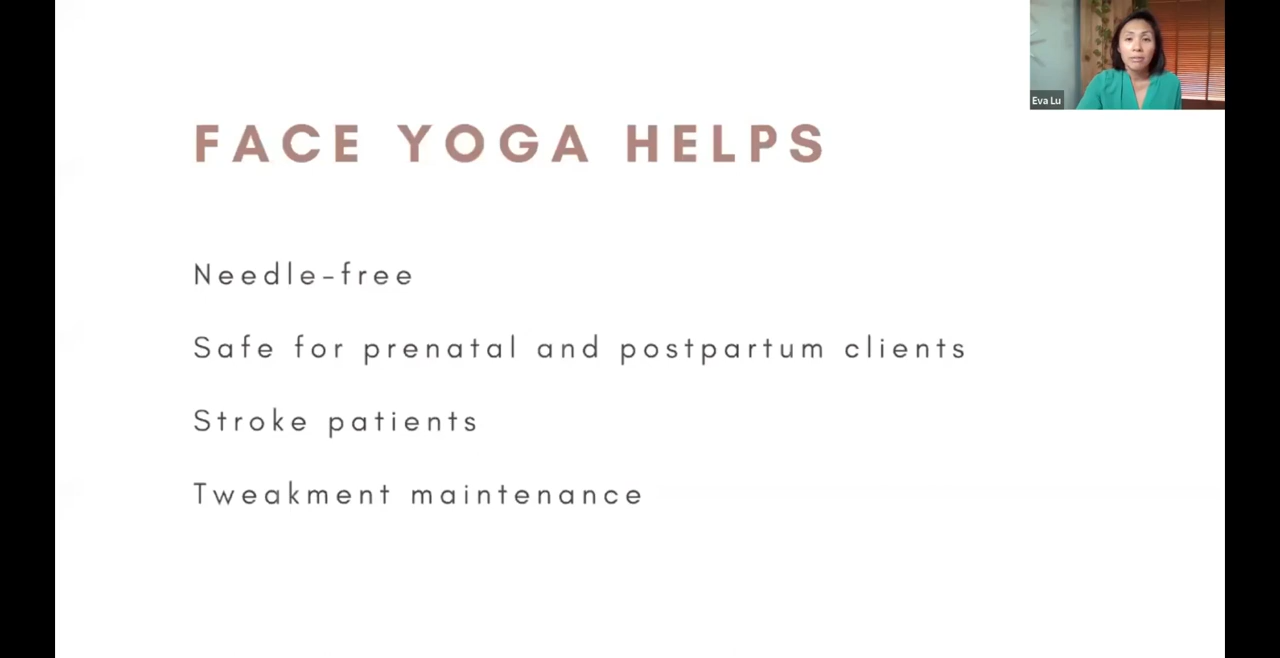 Eva Lu
FACE YOGA HELPS
Needle-free
Safe for prenatal and postpartum clients
Stroke patients
Tweakment maintenance